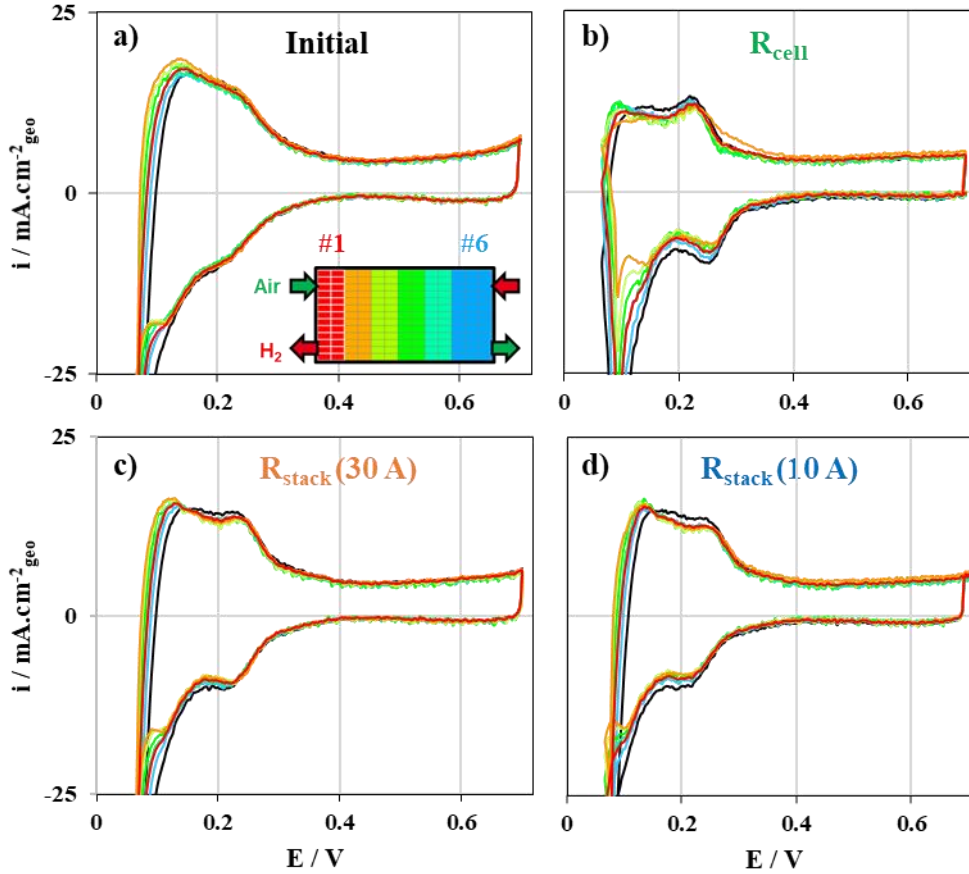 a) Initial
25
0
-25
i / mA.cm⁻²geo
0 0.2 0.4 0.6
#1 #6
Air
H₂
b) Rcell
0 0.2 0.4 0.6
c) Rstack (30 A)
25
0
-25
i / mA.cm⁻²geo
0 0.2 0.4 0.6
E / V
d) Rstack (10 A)
0 0.2 0.4 0.6
E / V